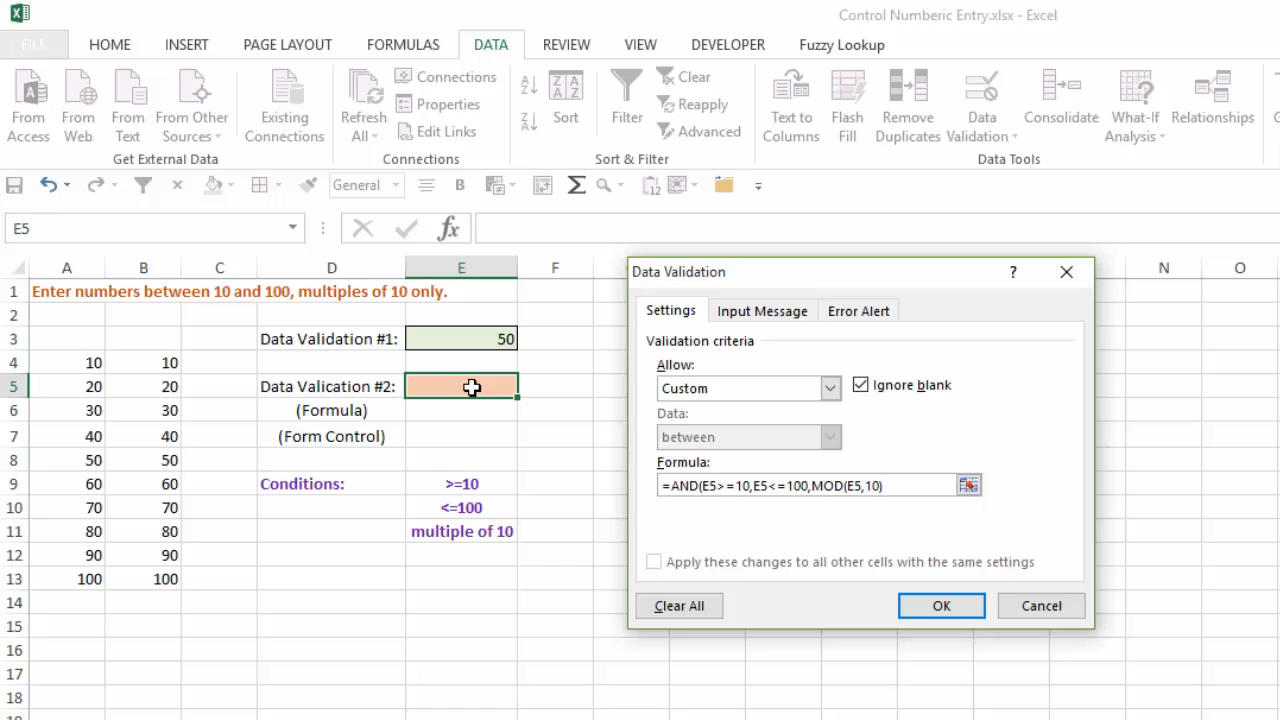 Control Numberic Entry.xlsx - Excel
FILE HOME INSERT PAGE LAYOUT FORMULAS DATA REVIEW VIEW DEVELOPER Fuzzy Lookup
From Access
From Web
From Text
From Other Sources
Existing Connections
Get External Data
Refresh All
Connections
Properties
Edit Links
Connections
Sort
Filter
Clear
Reapply
Advanced
Sort & Filter
Text to Columns
Flash Fill
Remove Duplicates
Data Validation
Consolidate
What-If Analysis
Relationships
Data Tools
General
12
E5
fx
A B C D E F N O
1 Enter numbers between 10 and 100, multiples of 10 only.
2
3 Data Validation #1: 50
4 10 10
5 20 20 Data Valication #2:
6 30 30 (Formula)
7 40 40 (Form Control)
8 50 50
9 60 60 Conditions: >=10
10 70 70 <=100
11 80 80 multiple of 10
12 90 90
13 100 100
14
15
16
17
18
Data Validation ?
Settings Input Message Error Alert
Validation criteria
Allow:
Custom Ignore blank
Data:
between
Formula:
=AND(E5>=10,E5<=100,MOD(E5,10)
Apply these changes to all other cells with the same settings
Clear All OK Cancel